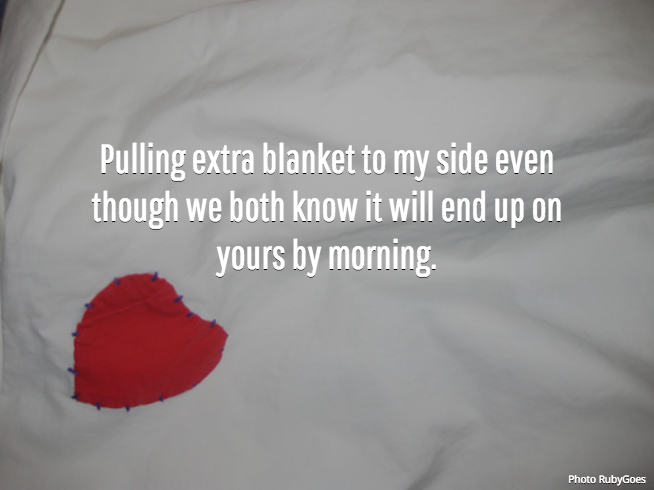 Pulling extra blanket to my side even
though we both know it will end up on
yours by morning.
Photo RubyGoes